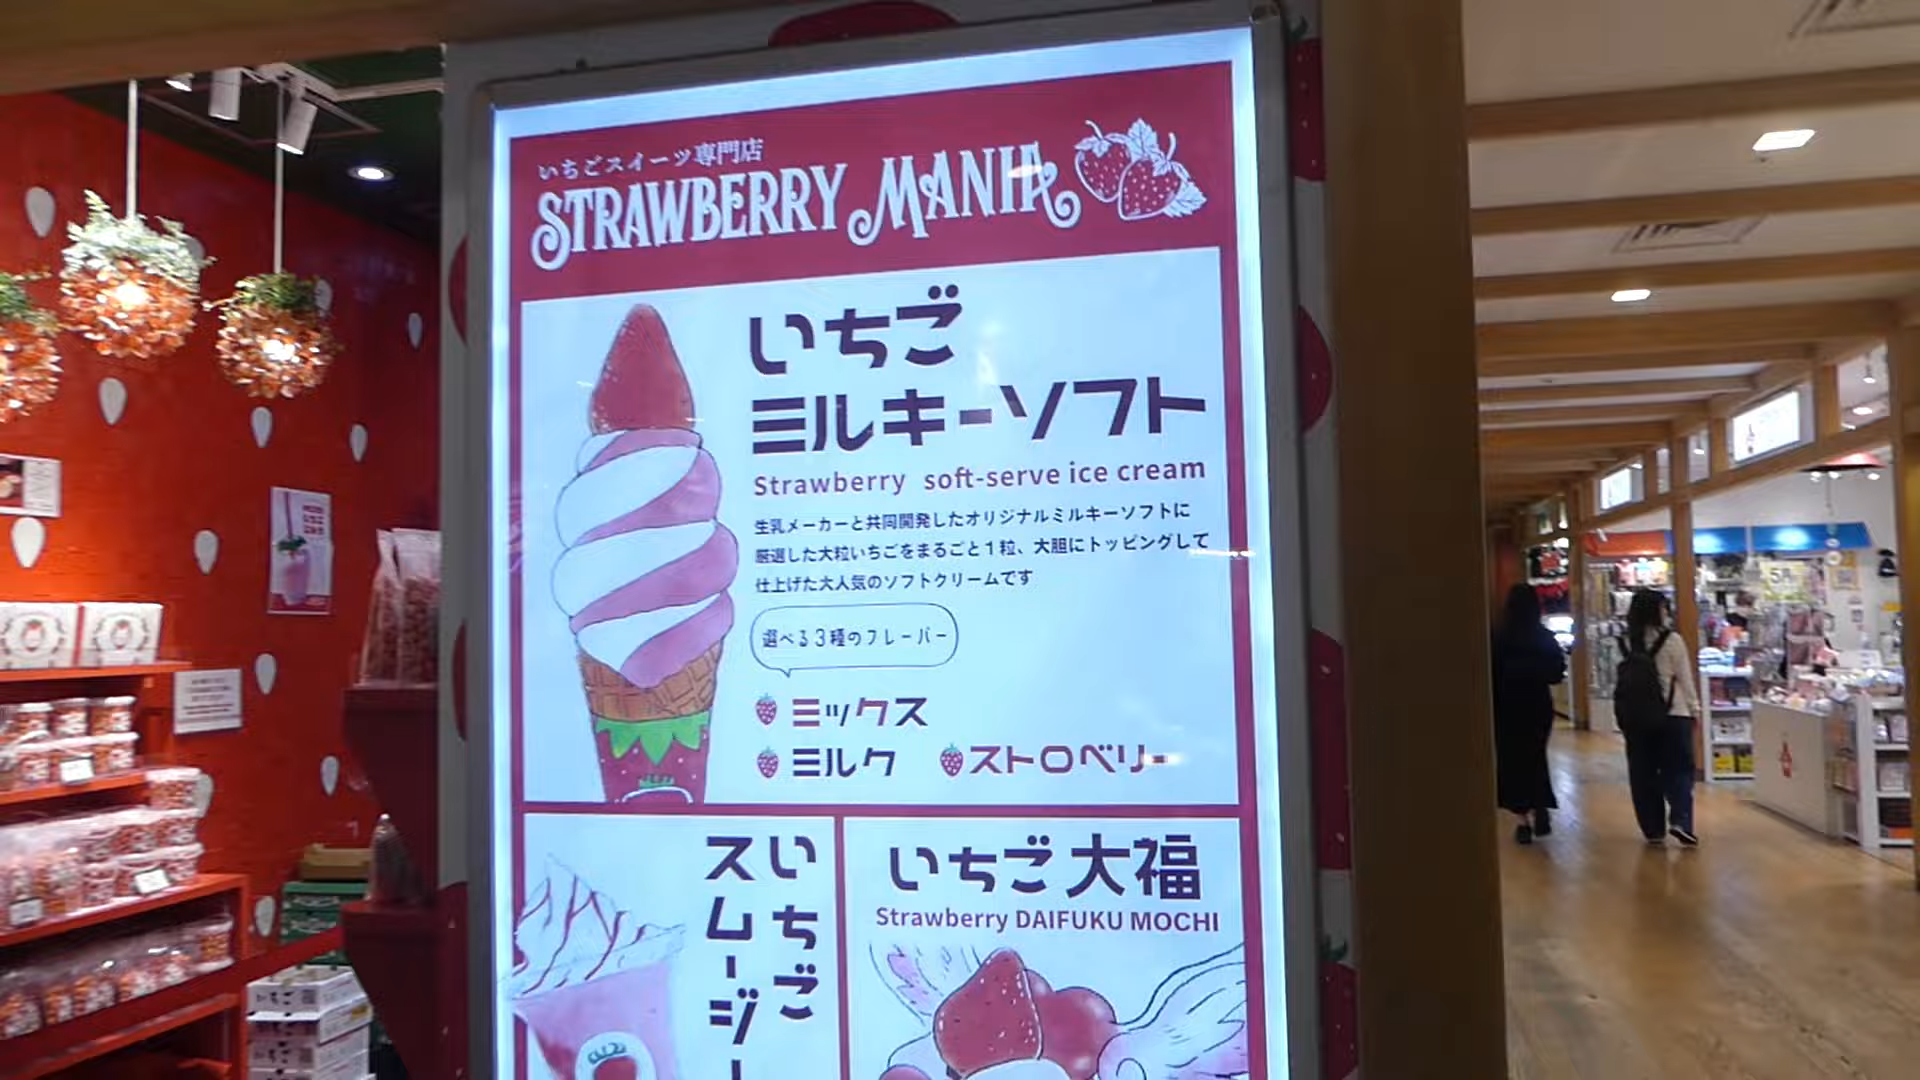 いちごスイーツ専門店
STRAWBERRY MANIA
いちご
ミルキーソフト
Strawberry soft-serve ice cream
生乳メーカーと共同開発したオリジナルミルキーソフトに
厳選した大粒いちごをまるごと1粒、大胆にトッピングして
仕上げた大人気のソフトクリームです
選べる3種のフレーバー
ミックス
ミルク ストロベリー
いちご
スムージー
いちご大福
Strawberry DAIFUKU MOCHI